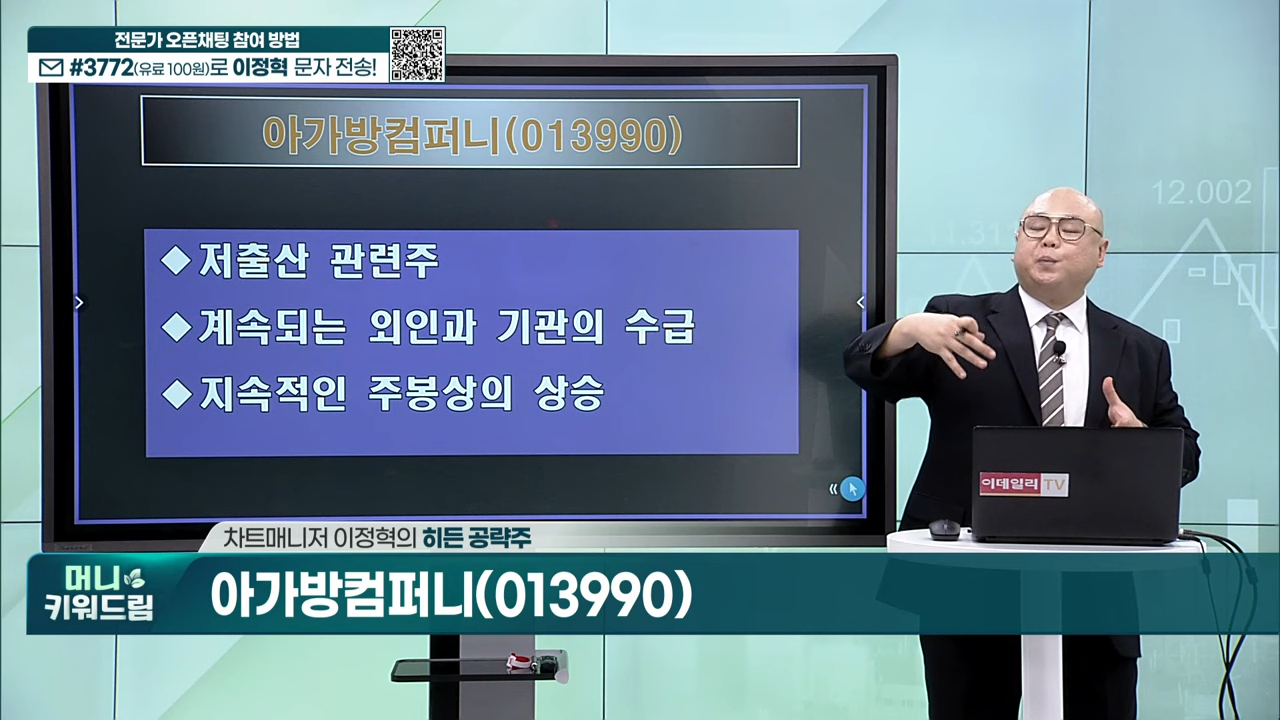 전문가 오픈채팅 참여 방법
#3772(유료 100원)로 이정혁 문자 전송!
아가방컴퍼니(013990)
◆저출산 관련주
◆계속되는 외인과 기관의 수급
◆지속적인 주봉상의 상승
12.002
이데일리TV
차트매니저 이정혁의 히든 공략주
머니
키워드림
아가방컴퍼니(013990)